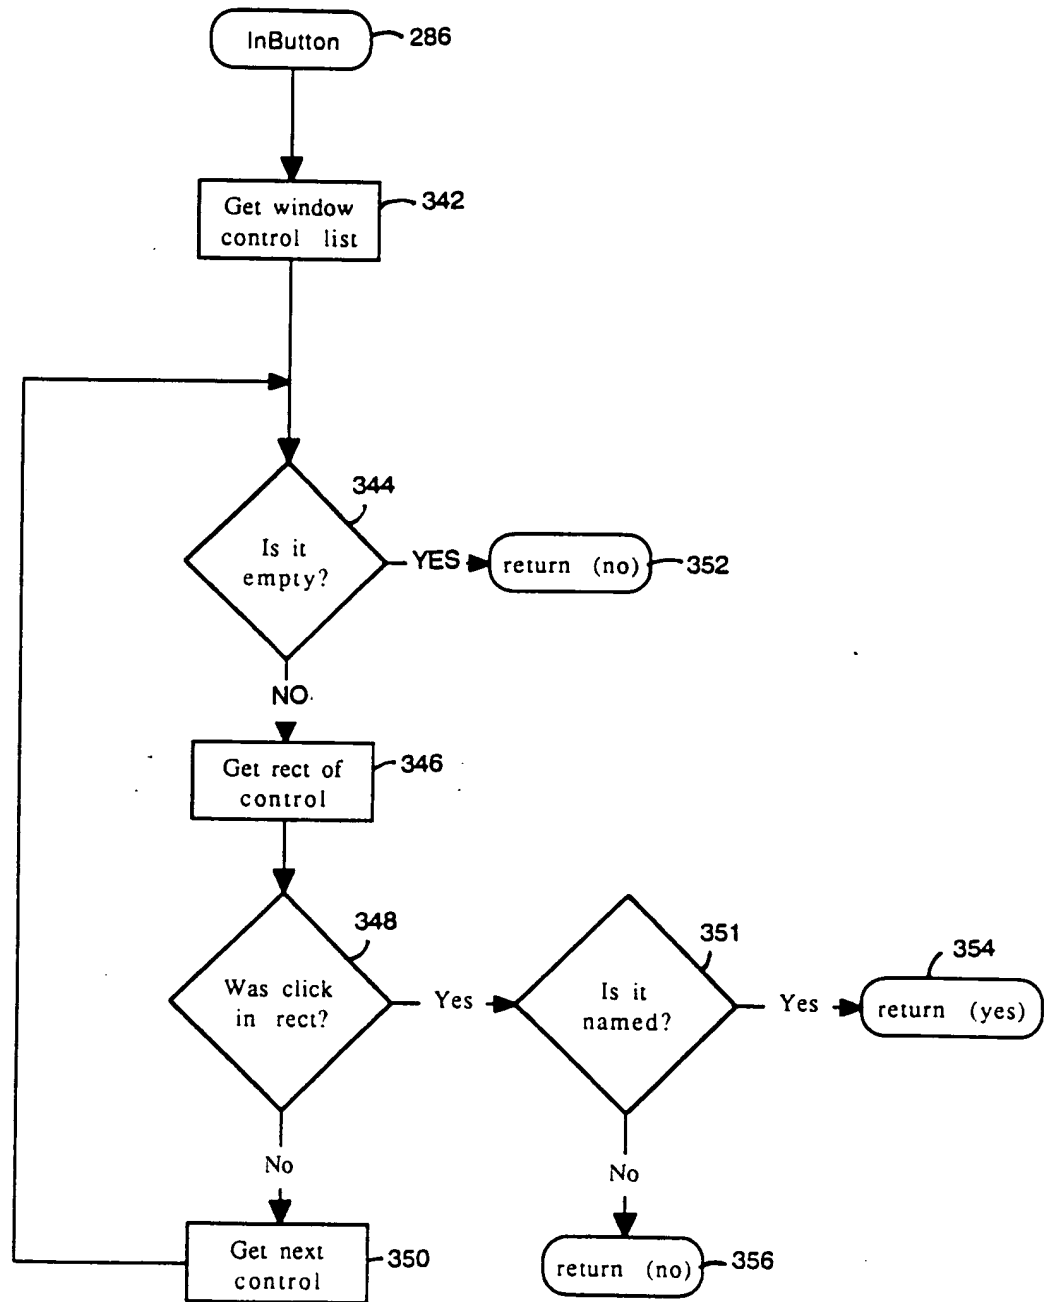 InButton
286
Get window
control list
342
344
Is it
empty?
YES
return (no)
352
NO
Get rect of
control
346
348
Was click
in rect?
Yes
351
Is it
named?
Yes
354
return (yes)
No
No
Get next
control
350
return (no)
356